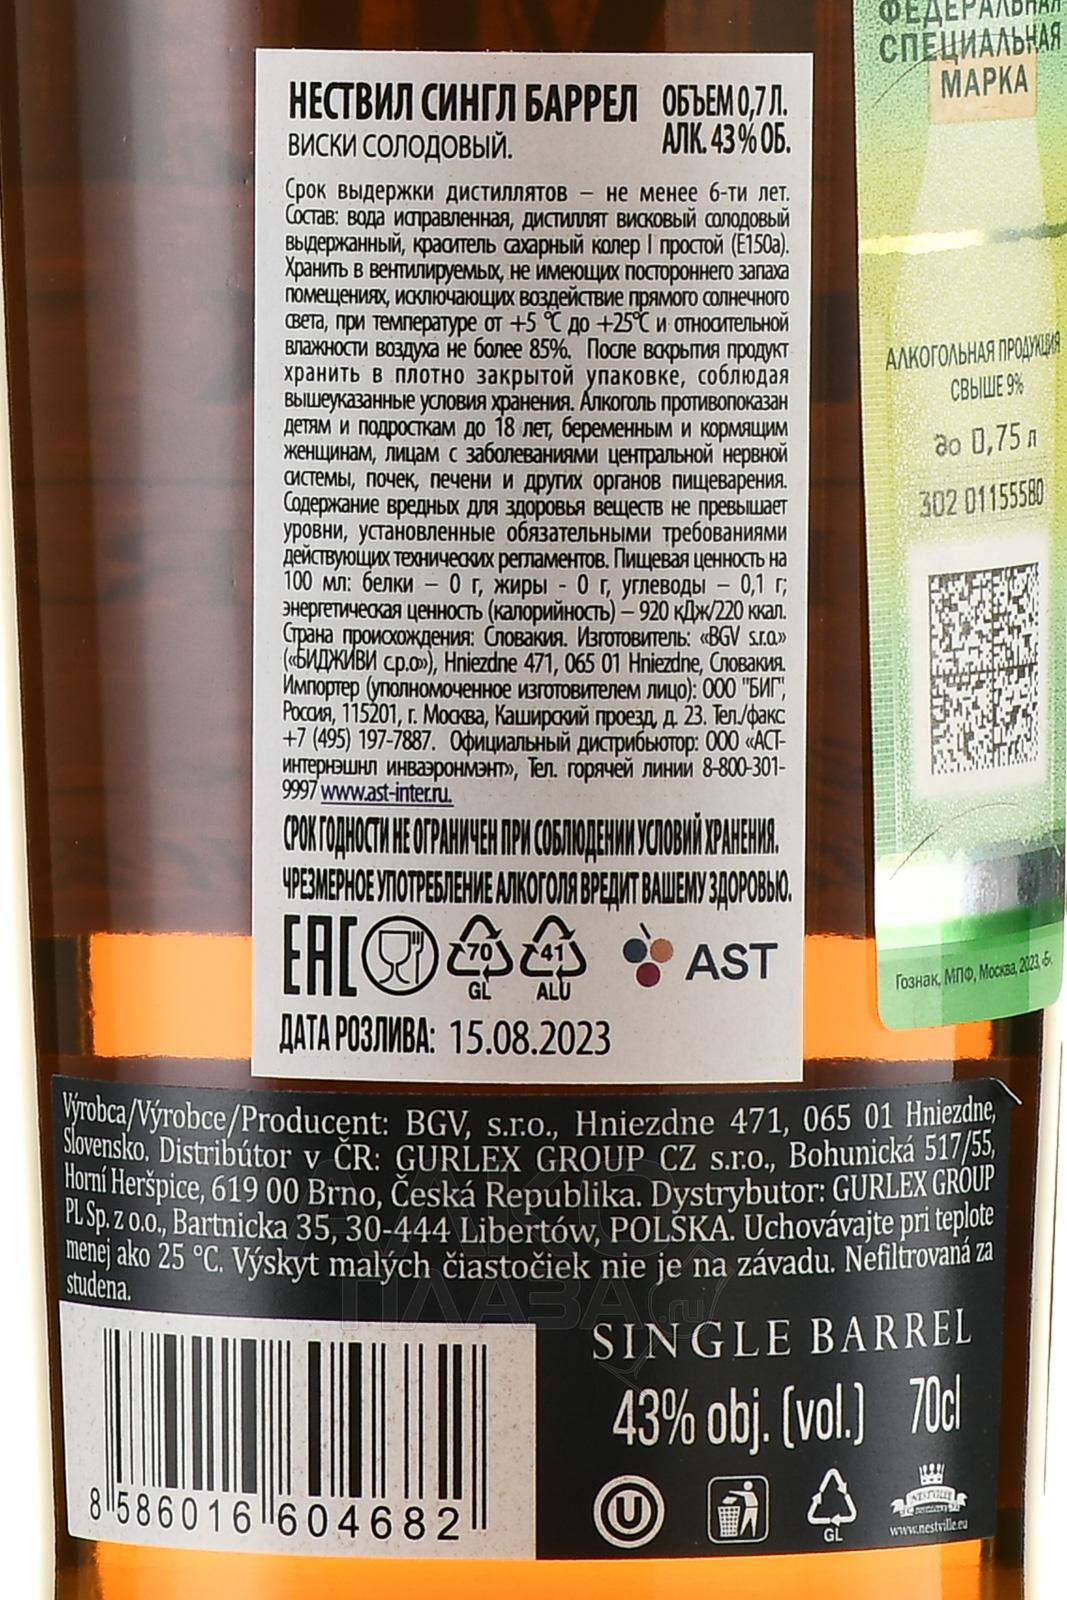 НЕСТВИЛ СИНГЛ БАРРЕЛ
ВИСКИ СОЛОДОВЫЙ.
ОБЪЕМ 0,7 Л.
АЛК. 43 % ОБ.
Срок выдержки дистиллятов – не менее 6-ти лет.
Состав: вода исправленная, дистиллят висковый солодовый
выдержанный, краситель сахарный колер I простой (Е150а).
Хранить в вентилируемых, не имеющих постороннего запаха
помещениях, исключающих воздействие прямого солнечного
света, при температуре от +5 °С до +25°С и относительной
влажности воздуха не более 85%. После вскрытия продукт
хранить в плотно закрытой упаковке, соблюдая
вышеуказанные условия хранения. Алкоголь противопоказан
детям и подросткам до 18 лет, беременным и кормящим
женщинам, лицам с заболеваниями центральной нервной
системы, почек, печени и других органов пищеварения.
Содержание вредных для здоровья веществ не превышает
уровни, установленные обязательными требованиями
действующих технических регламентов. Пищевая ценность на
100 мл: белки – 0 г, жиры - 0 г, углеводы – 0,1 г;
энергетическая ценность (калорийность) – 920 кДж/220 ккал.
Страна происхождения: Словакия. Изготовитель: «BGV s.r.o.»
(«БИДЖИВИ с.р.о»), Hniezdne 471, 065 01 Hniezdne, Словакия.
Импортер (уполномоченное изготовителем лицо): ООО "БИГ",
Россия, 115201, г. Москва, Каширский проезд, д. 23. Тел./факс
+7 (495) 197-7887. Официальный дистрибьютор: ООО «АСТ-
интернэшнл инваэронмэнт», Тел. горячей линии 8-800-301-
9997 www.ast-inter.ru.
СРОК ГОДНОСТИ НЕ ОГРАНИЧЕН ПРИ СОБЛЮДЕНИИ УСЛОВИЙ ХРАНЕНИЯ.
ЧРЕЗМЕРНОЕ УПОТРЕБЛЕНИЕ АЛКОГОЛЯ ВРЕДИТ ВАШЕМУ ЗДОРОВЬЮ.
EAC
70
GL
41
ALU
AST
ДАТА РОЗЛИВА: 15.08.2023
ФЕДЕРАЛЬНАЯ
СПЕЦИАЛЬНАЯ
МАРКА
АЛКОГОЛЬНАЯ ПРОДУКЦИЯ
СВЫШЕ 9%
до 0,75 л
302 01155580
Гознак, МПФ, Москва, 2023, «Б».
Výrobca/Výrobce/Producent: BGV, s.r.o., Hniezdne 471, 065 01 Hniezdne,
Slovensko. Distribútor v ČR: GURLEX GROUP CZ s.r.o., Bohunická 517/55,
Horní Heršpice, 619 00 Brno, Česká Republika. Dystrybutor: GURLEX GROUP
PL Sp. z o.o., Bartnicka 35, 30-444 Libertów, POLSKA. Uchovávajte pri teplote
menej ako 25 °C. Výskyt malých čiastočiek nie je na závadu. Nefiltrovaná za
studena.
АЛКО
ПЛАЗА.ru
SINGLE BARREL
43% obj. (vol.) 70cl
8 586016 604682
U
GL
NESTVILLE
www.nestville.eu